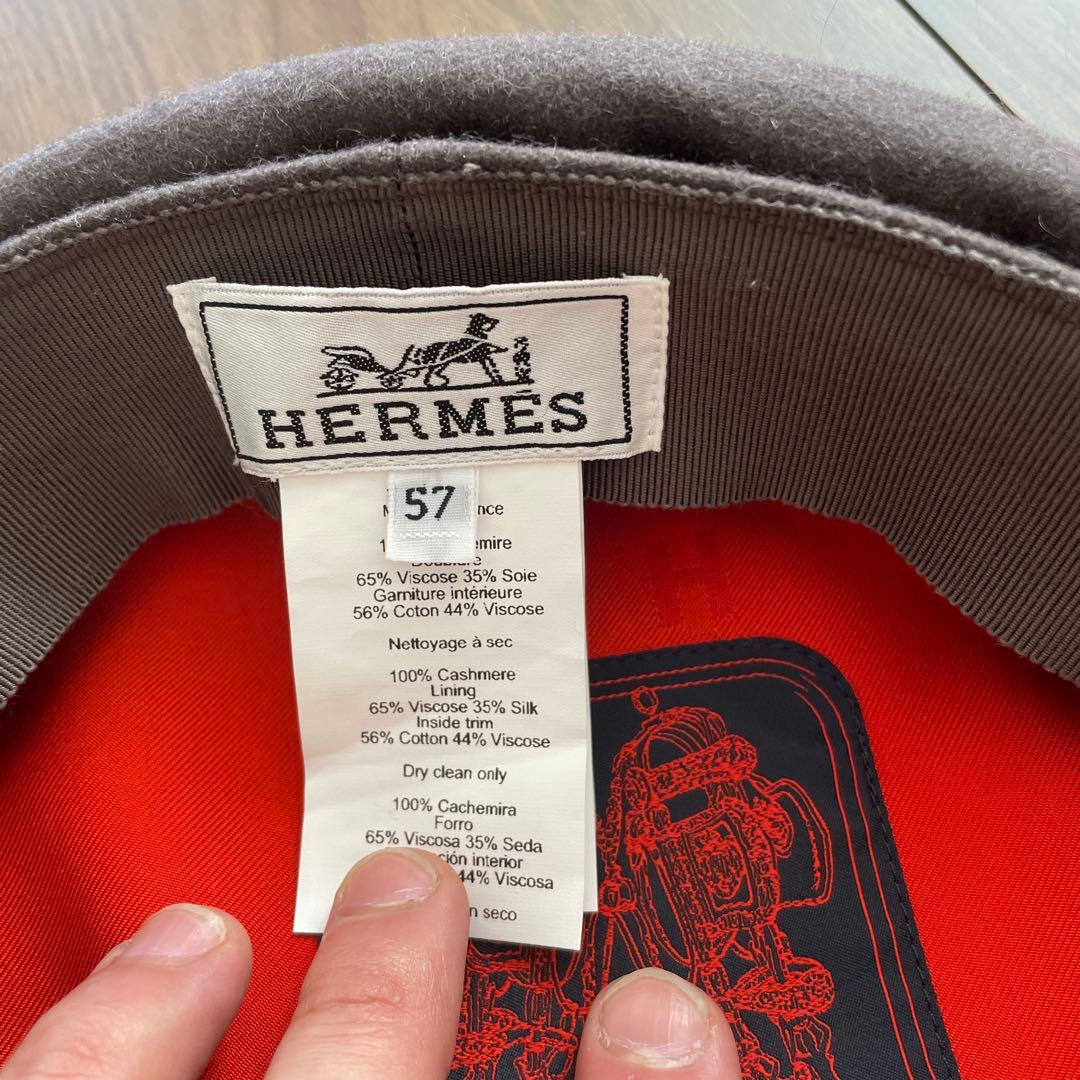 HERMÈS
57
65% Viscose 35% Soie
Garniture intérieure
56% Coton 44% Viscose
Nettoyage à sec
100% Cashmere
Lining
65% Viscose 35% Silk
Inside trim
56% Cotton 44% Viscose
Dry clean only
100% Cachemira
Forro
65% Viscosa 35% Seda
interior
44% Viscosa
seco
H